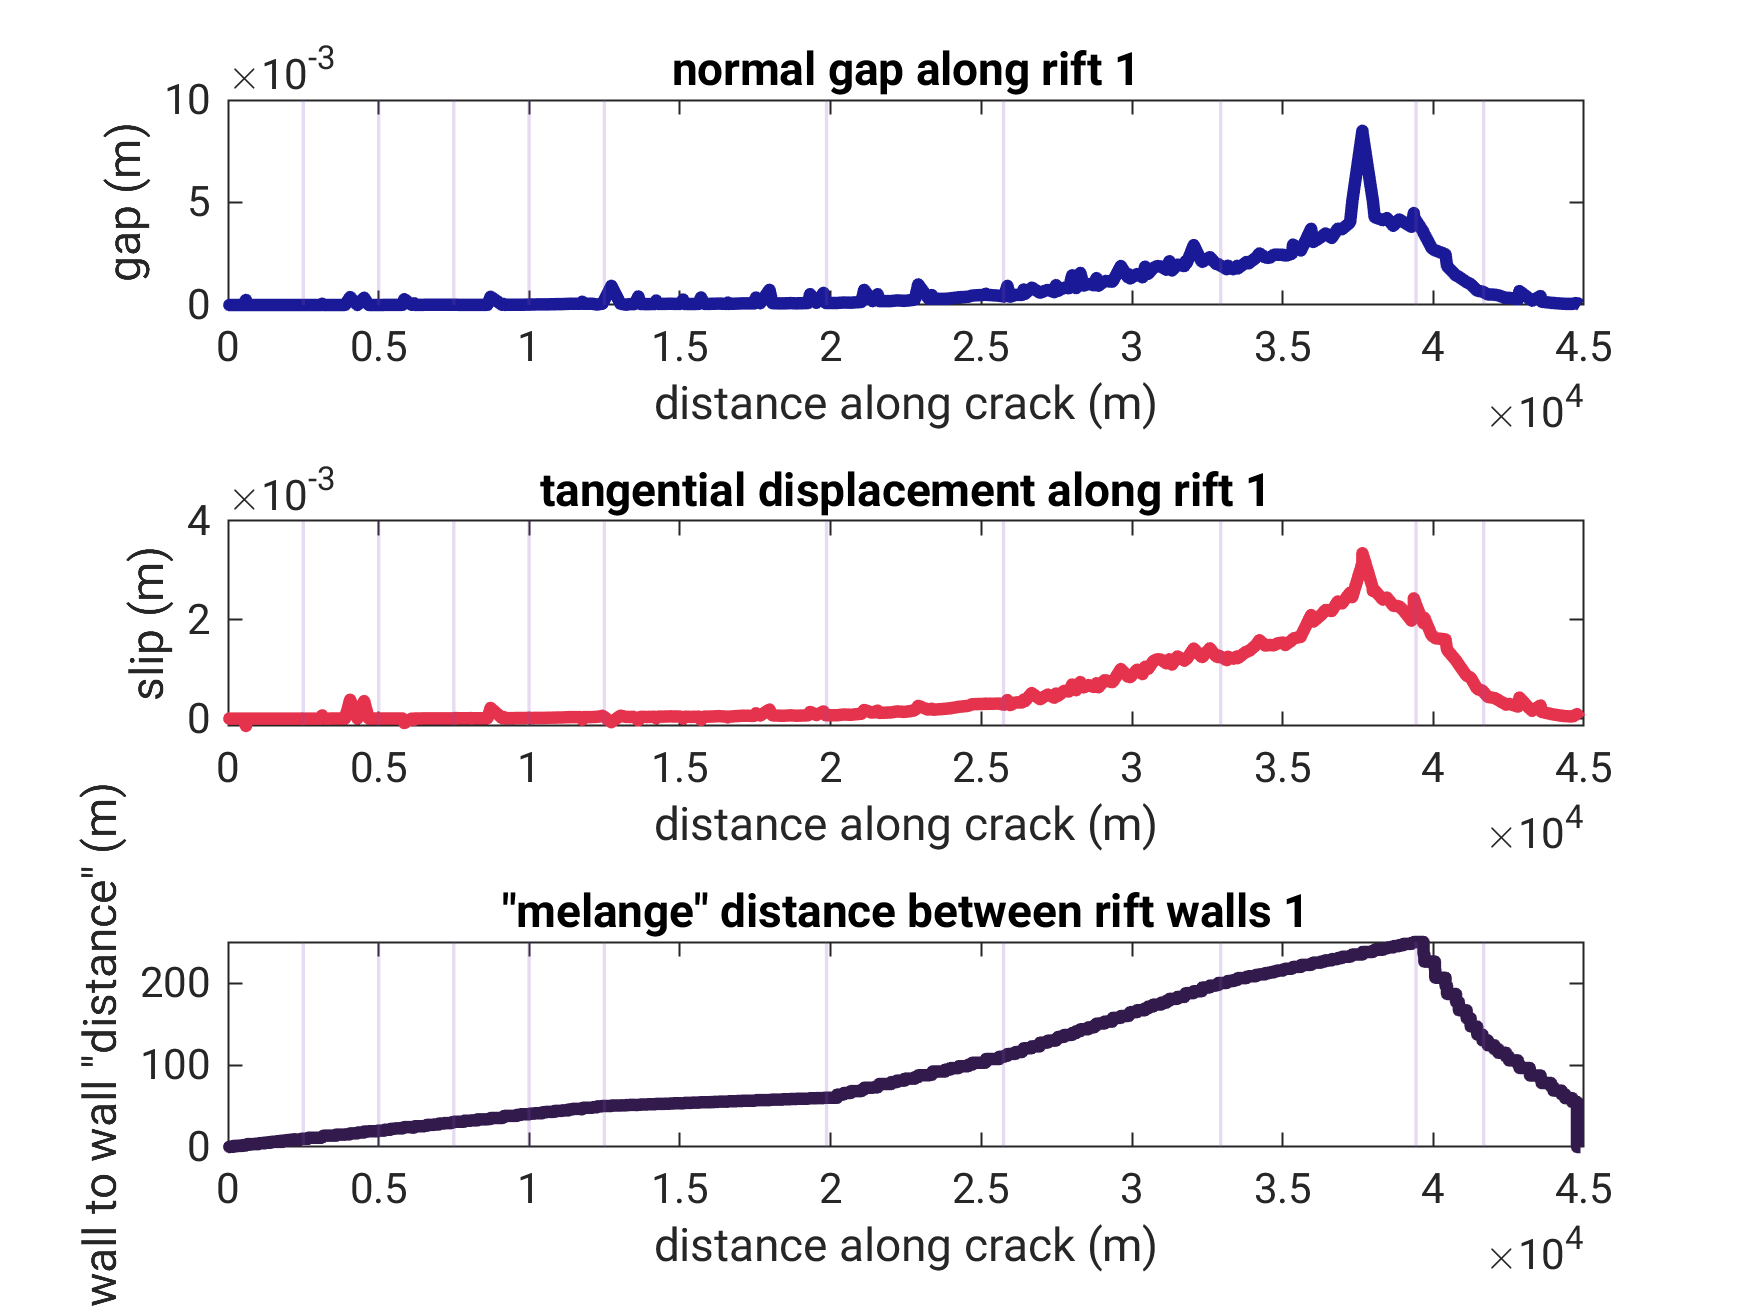 ×10-3
normal gap along rift 1
10
5
0
gap (m)
0 0.5 1 1.5 2 2.5 3 3.5 4 4.5
distance along crack (m)
×104
×10-3
tangential displacement along rift 1
4
2
0
slip (m)
0 0.5 1 1.5 2 2.5 3 3.5 4 4.5
distance along crack (m)
×104
"melange" distance between rift walls 1
200
100
0
wall to wall "distance" (m)
0 0.5 1 1.5 2 2.5 3 3.5 4 4.5
distance along crack (m)
×104